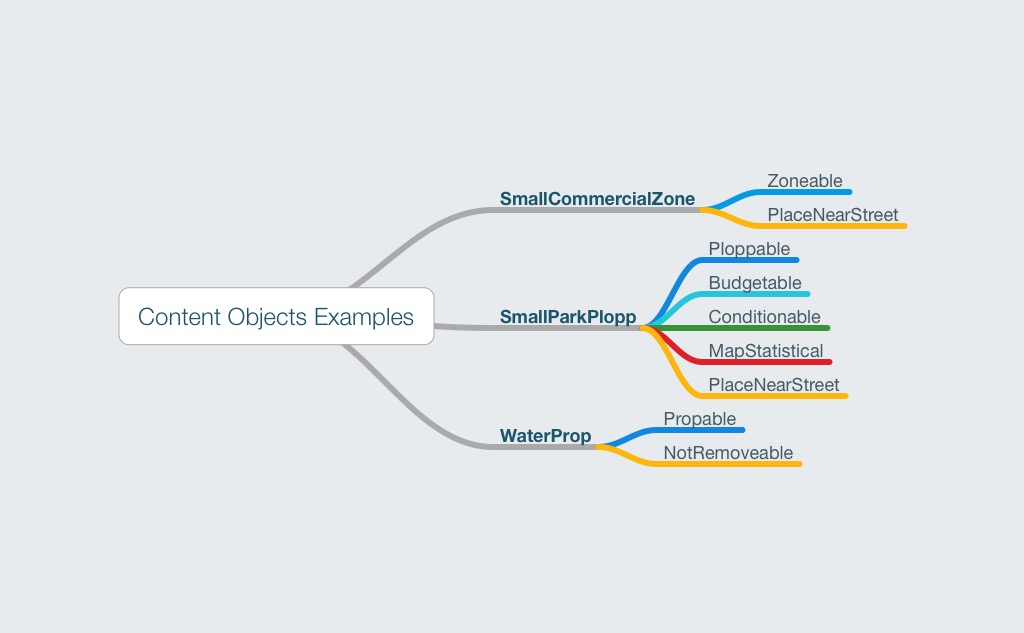 Content Objects Examples
SmallCommercialZone
Zoneable
PlaceNearStreet
SmallParkPlopp
Ploppable
Budgetable
Conditionable
MapStatistical
PlaceNearStreet
WaterProp
Propable
NotRemoveable